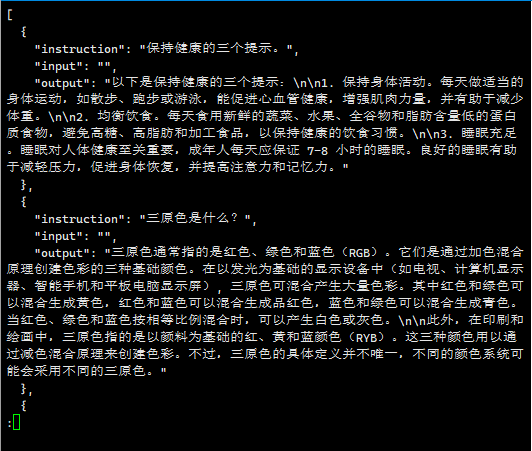 [
  {
    "instruction": "保持健康的三个提示。",
    "input": "",
    "output": "以下是保持健康的三个提示：\n\n1. 保持身体活动。每天做适当的
身体运动，如散步、跑步或游泳，能促进心血管健康，增强肌肉力量，并有助于减少
体重。\n\n2. 均衡饮食。每天食用新鲜的蔬菜、水果、全谷物和脂肪含量低的蛋白
质食物，避免高糖、高脂肪和加工食品，以保持健康的饮食习惯。\n\n3. 睡眠充足
。睡眠对人体健康至关重要，成年人每天应保证 7-8 小时的睡眠。良好的睡眠有助
于减轻压力，促进身体恢复，并提高注意力和记忆力。"
  },
  {
    "instruction": "三原色是什么？",
    "input": "",
    "output": "三原色通常指的是红色、绿色和蓝色（RGB）。它们是通过加色混合
原理创建色彩的三种基础颜色。在以发光为基础的显示设备中（如电视、计算机显示
器、智能手机和平板电脑显示屏），三原色可混合产生大量色彩。其中红色和绿色可
以混合生成黄色，红色和蓝色可以混合生成品红色，蓝色和绿色可以混合生成青色。
当红色、绿色和蓝色按相等比例混合时，可以产生白色或灰色。\n\n此外，在印刷和
绘画中，三原色指的是以颜料为基础的红、黄和蓝颜色（RYB）。这三种颜色用以通
过减色混合原理来创建色彩。不过，三原色的具体定义并不唯一，不同的颜色系统可
能会采用不同的三原色。"
  },
  {
: